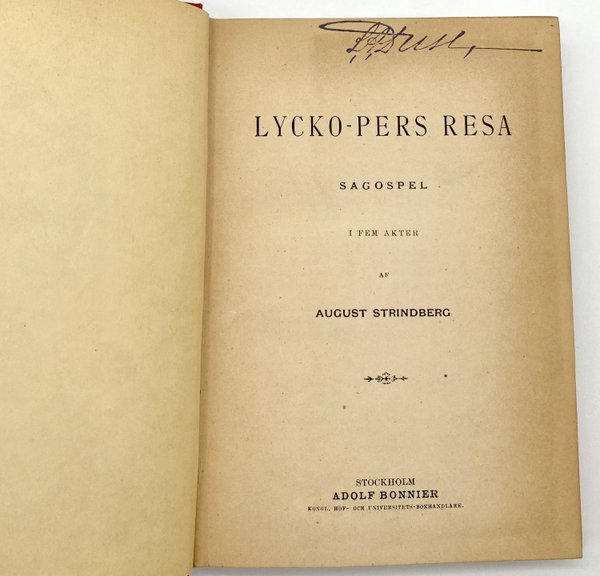 LYCKO-PERS RESA
SAGOSPEL
I FEM AKTER
AF
AUGUST STRINDBERG
STOCKHOLM
ADOLF BONNIER
KONGL. HOF- OCH UNIVERSITETS-BOKHANDLARE.